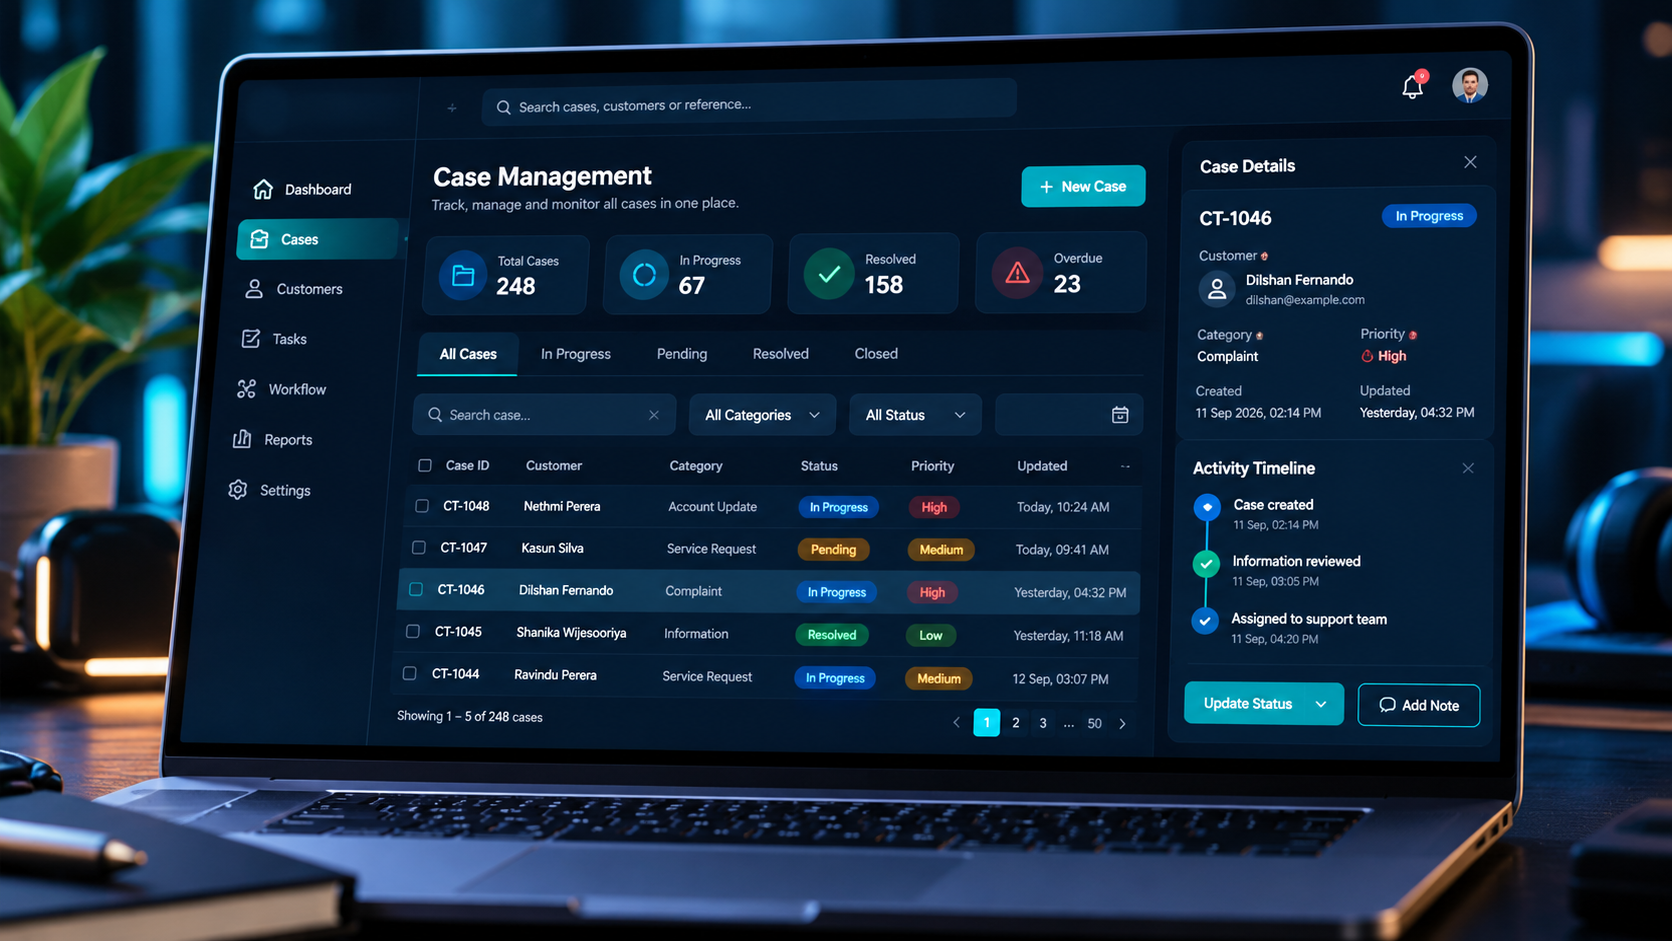 Search cases, customers or reference...
9
Dashboard
Cases
Customers
Tasks
Workflow
Reports
Settings
Case Management
Track, manage and monitor all cases in one place.
+ New Case
Total Cases
248
In Progress
67
Resolved
158
Overdue
23
All Cases In Progress Pending Resolved Closed
Search case... All Categories All Status
Case ID Customer Category Status Priority Updated
CT-1048 Nethmi Perera Account Update In Progress High Today, 10:24 AM
CT-1047 Kasun Silva Service Request Pending Medium Today, 09:41 AM
CT-1046 Dilshan Fernando Complaint In Progress High Yesterday, 04:32 PM
CT-1045 Shanika Wijesooriya Information Resolved Low Yesterday, 11:18 AM
CT-1044 Ravindu Perera Service Request In Progress Medium 12 Sep, 03:07 PM
Showing 1 – 5 of 248 cases
1 2 3 ... 50
Case Details
CT-1046 In Progress
Customer
Dilshan Fernando
dilshan@example.com
Category Priority
Complaint High
Created Updated
11 Sep 2026, 02:14 PM Yesterday, 04:32 PM
Activity Timeline
Case created
11 Sep, 02:14 PM
Information reviewed
11 Sep, 03:05 PM
Assigned to support team
11 Sep, 04:20 PM
Update Status Add Note